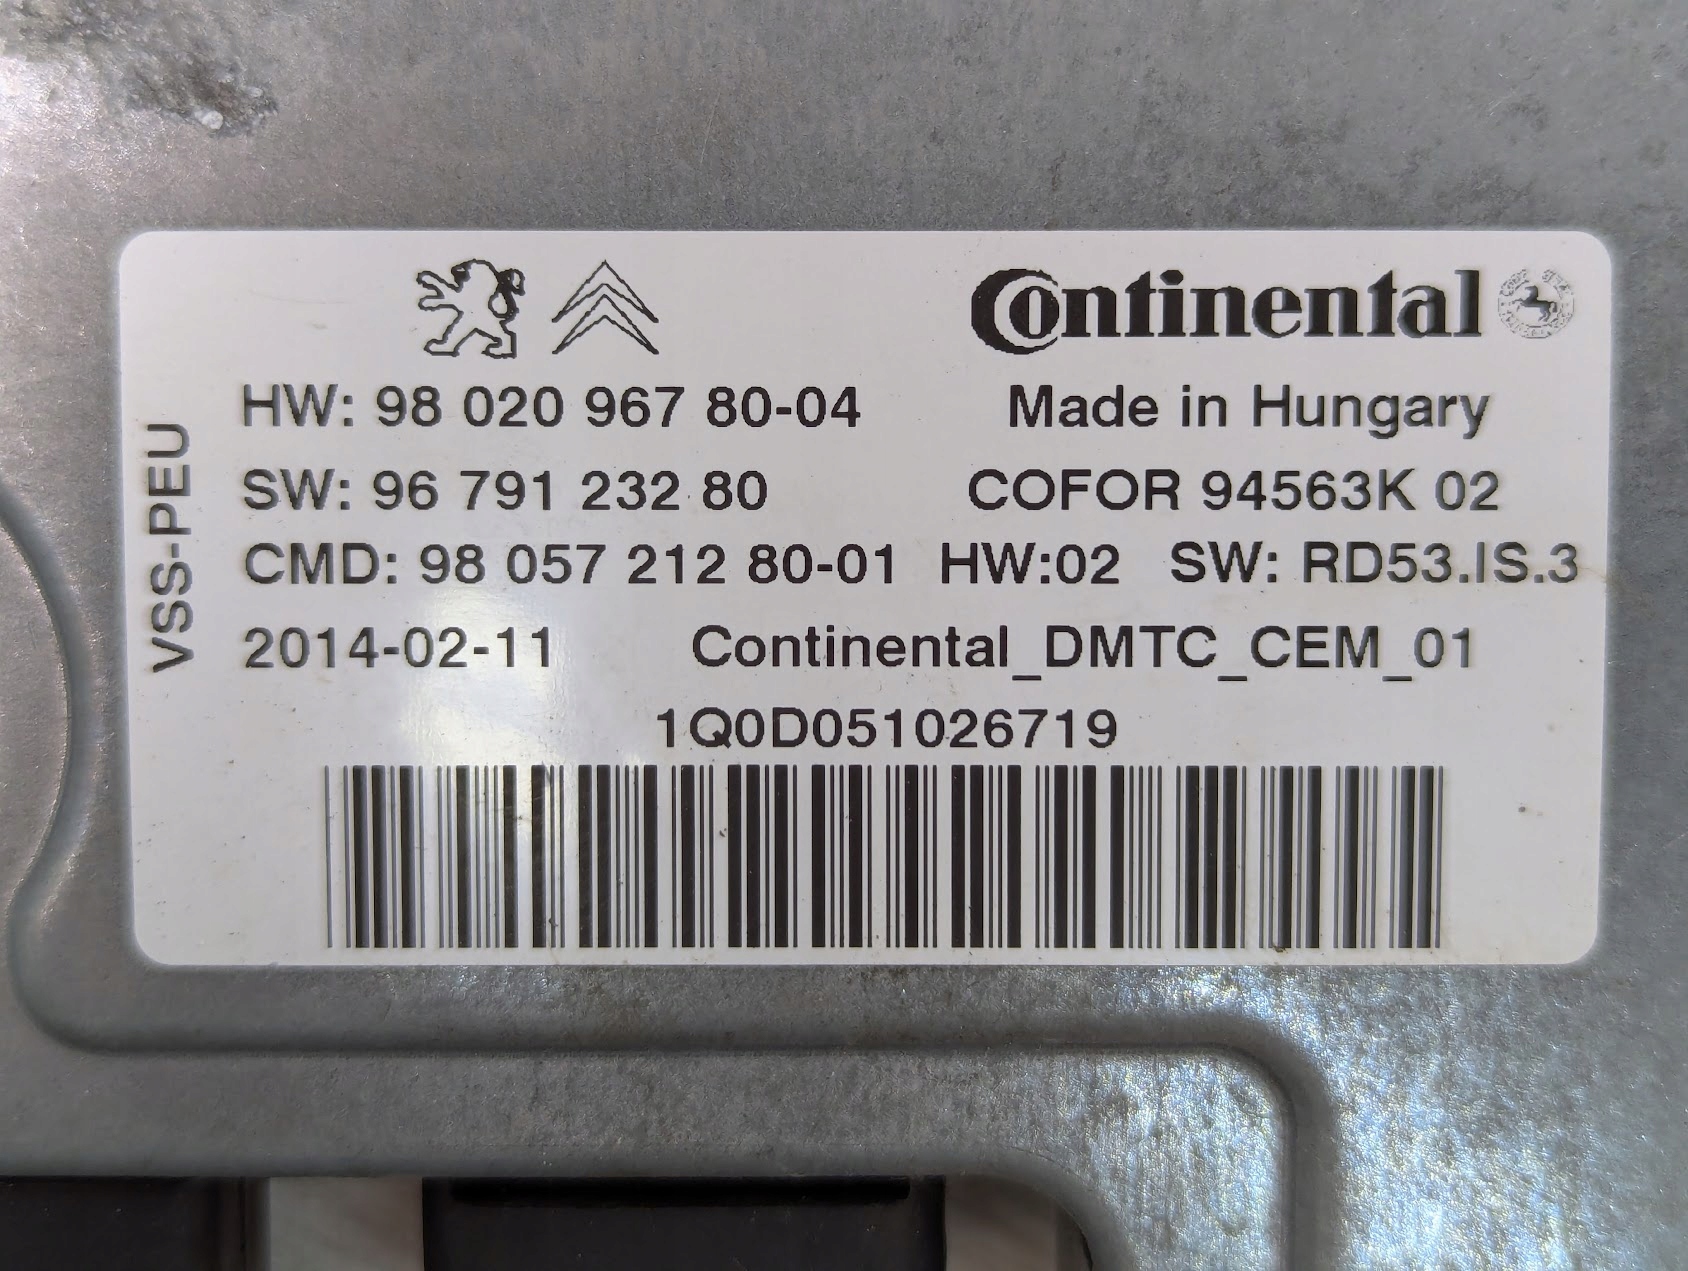 Continental
HW: 98 020 967 80-04
Made in Hungary
SW: 96 791 232 80
COFOR 94563K 02
CMD: 98 057 212 80-01 HW:02 SW: RD53.IS.3
2014-02-11
Continental_DMTC_CEM_01
1Q0D051026719
VSS-PEU